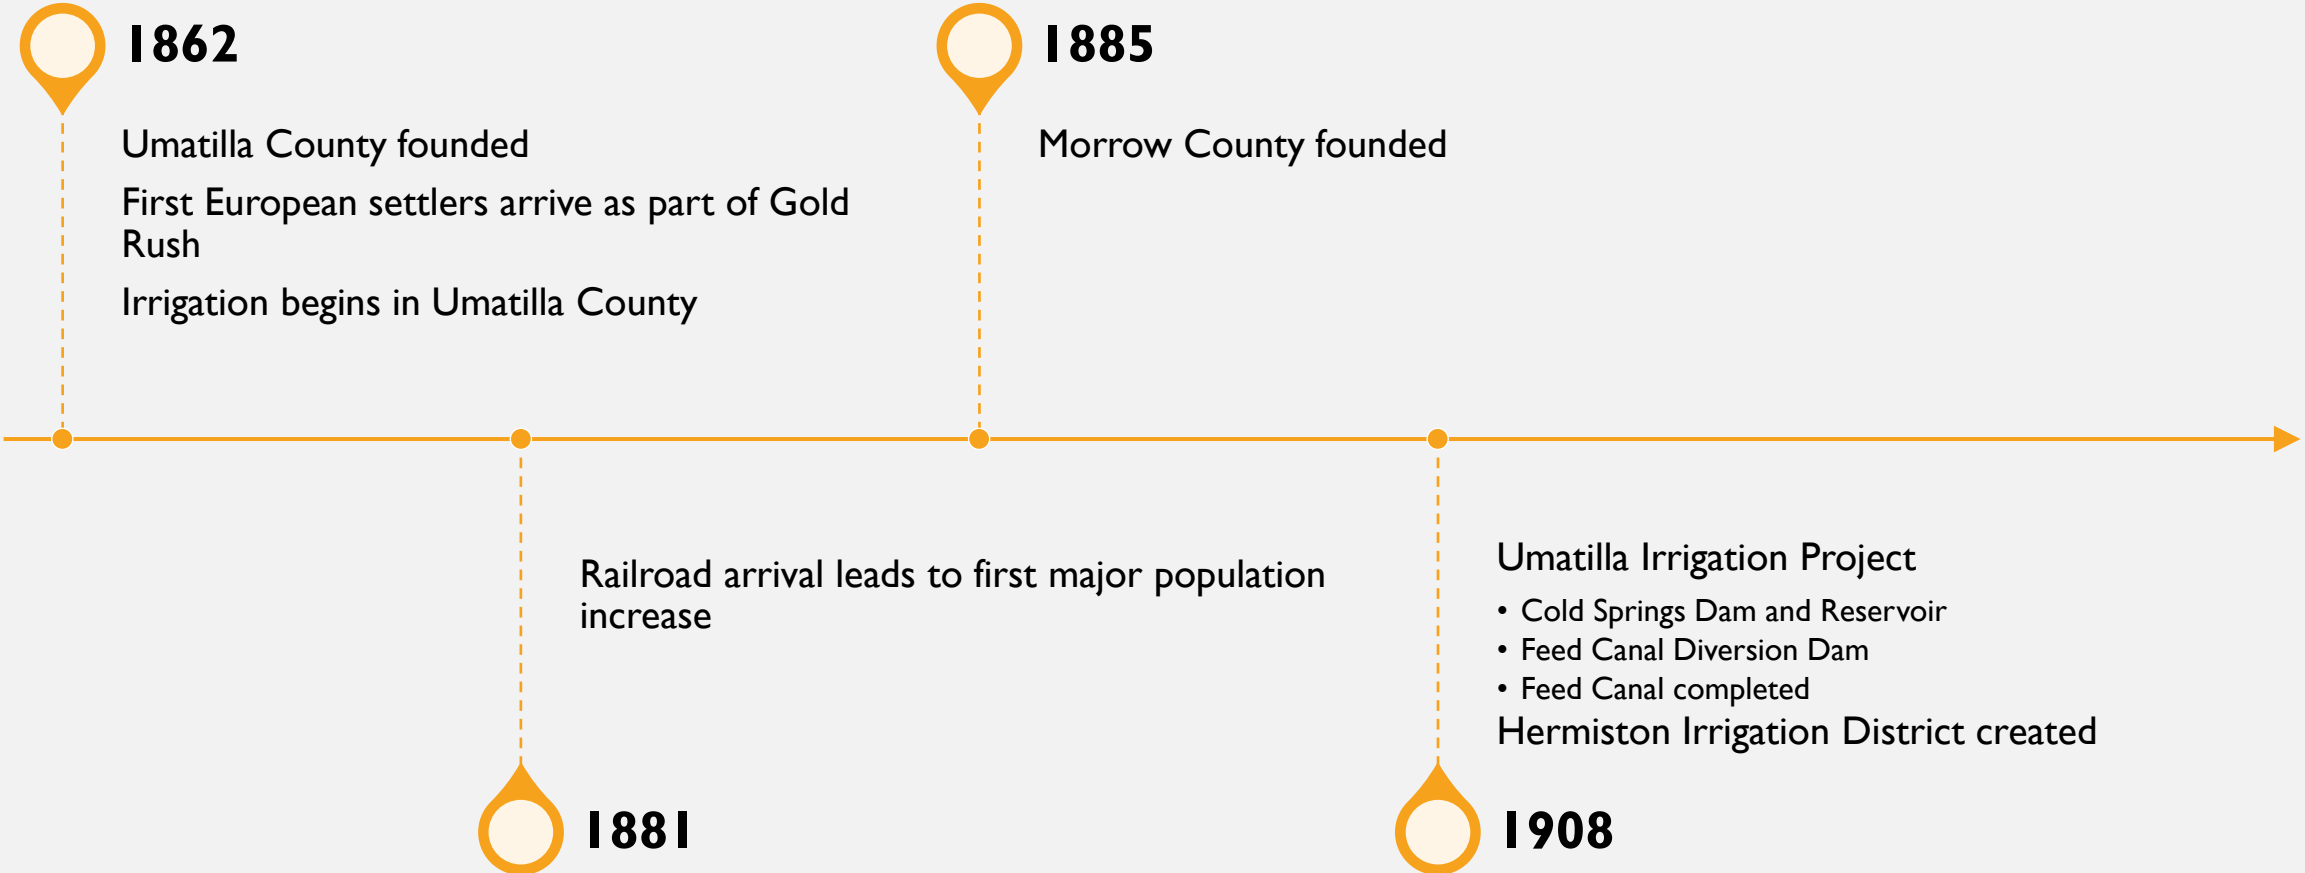 1862
Umatilla County founded
First European settlers arrive as part of Gold
Rush
Irrigation begins in Umatilla County
1885
Morrow County founded
Railroad arrival leads to first major population
increase
1881
Umatilla Irrigation Project
• Cold Springs Dam and Reservoir
• Feed Canal Diversion Dam
• Feed Canal completed
Hermiston Irrigation District created
1908